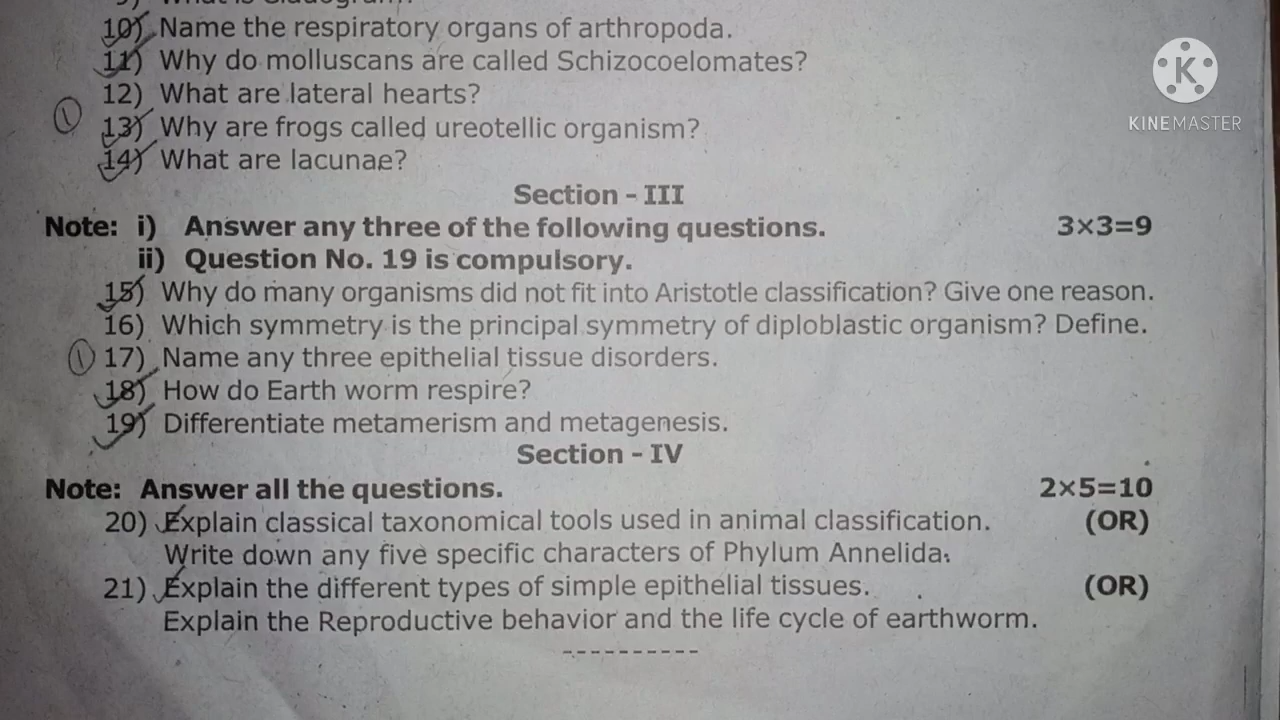 9) What is Cladogram?
10) Name the respiratory organs of arthropoda.
11) Why do molluscans are called Schizocoelomates?
12) What are lateral hearts?
13) Why are frogs called ureotellic organism?
14) What are lacunae?
Section - III
Note: i) Answer any three of the following questions. 3×3=9
ii) Question No. 19 is compulsory.
15) Why do many organisms did not fit into Aristotle classification? Give one reason.
16) Which symmetry is the principal symmetry of diploblastic organism? Define.
17) Name any three epithelial tissue disorders.
18) How do Earth worm respire?
19) Differentiate metamerism and metagenesis.
Section - IV
Note: Answer all the questions. 2×5=10
20) Explain classical taxonomical tools used in animal classification. (OR)
Write down any five specific characters of Phylum Annelida.
21) Explain the different types of simple epithelial tissues. (OR)
Explain the Reproductive behavior and the life cycle of earthworm.
----------
K
KINEMASTER